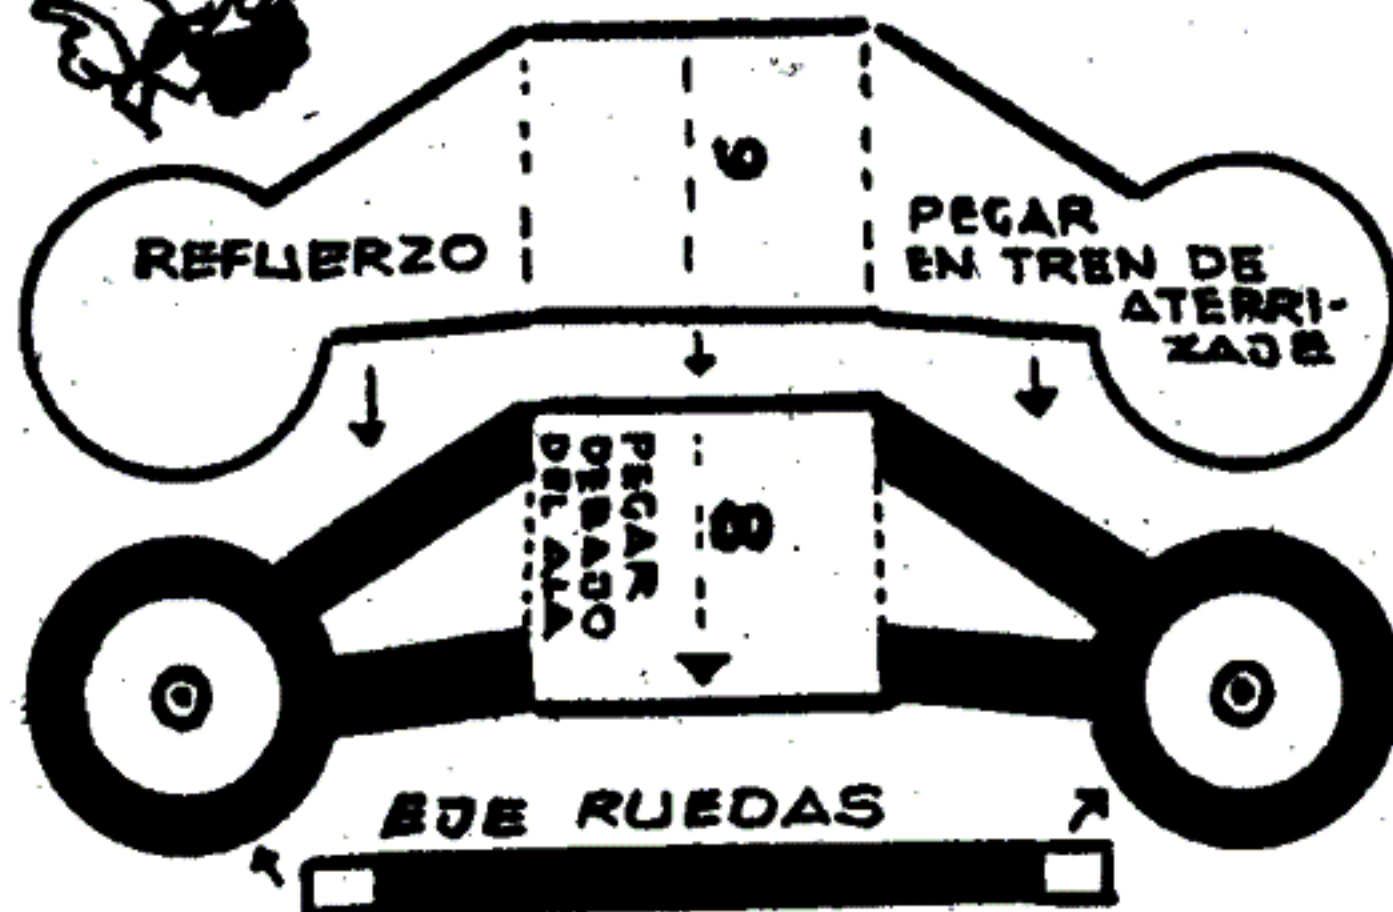 9
REFUERZO
PEGAR
EN TREN DE
ATERRI-
ZAJE
PEGAR
DEBAJO
DEL ALA
8
EJE RUEDAS